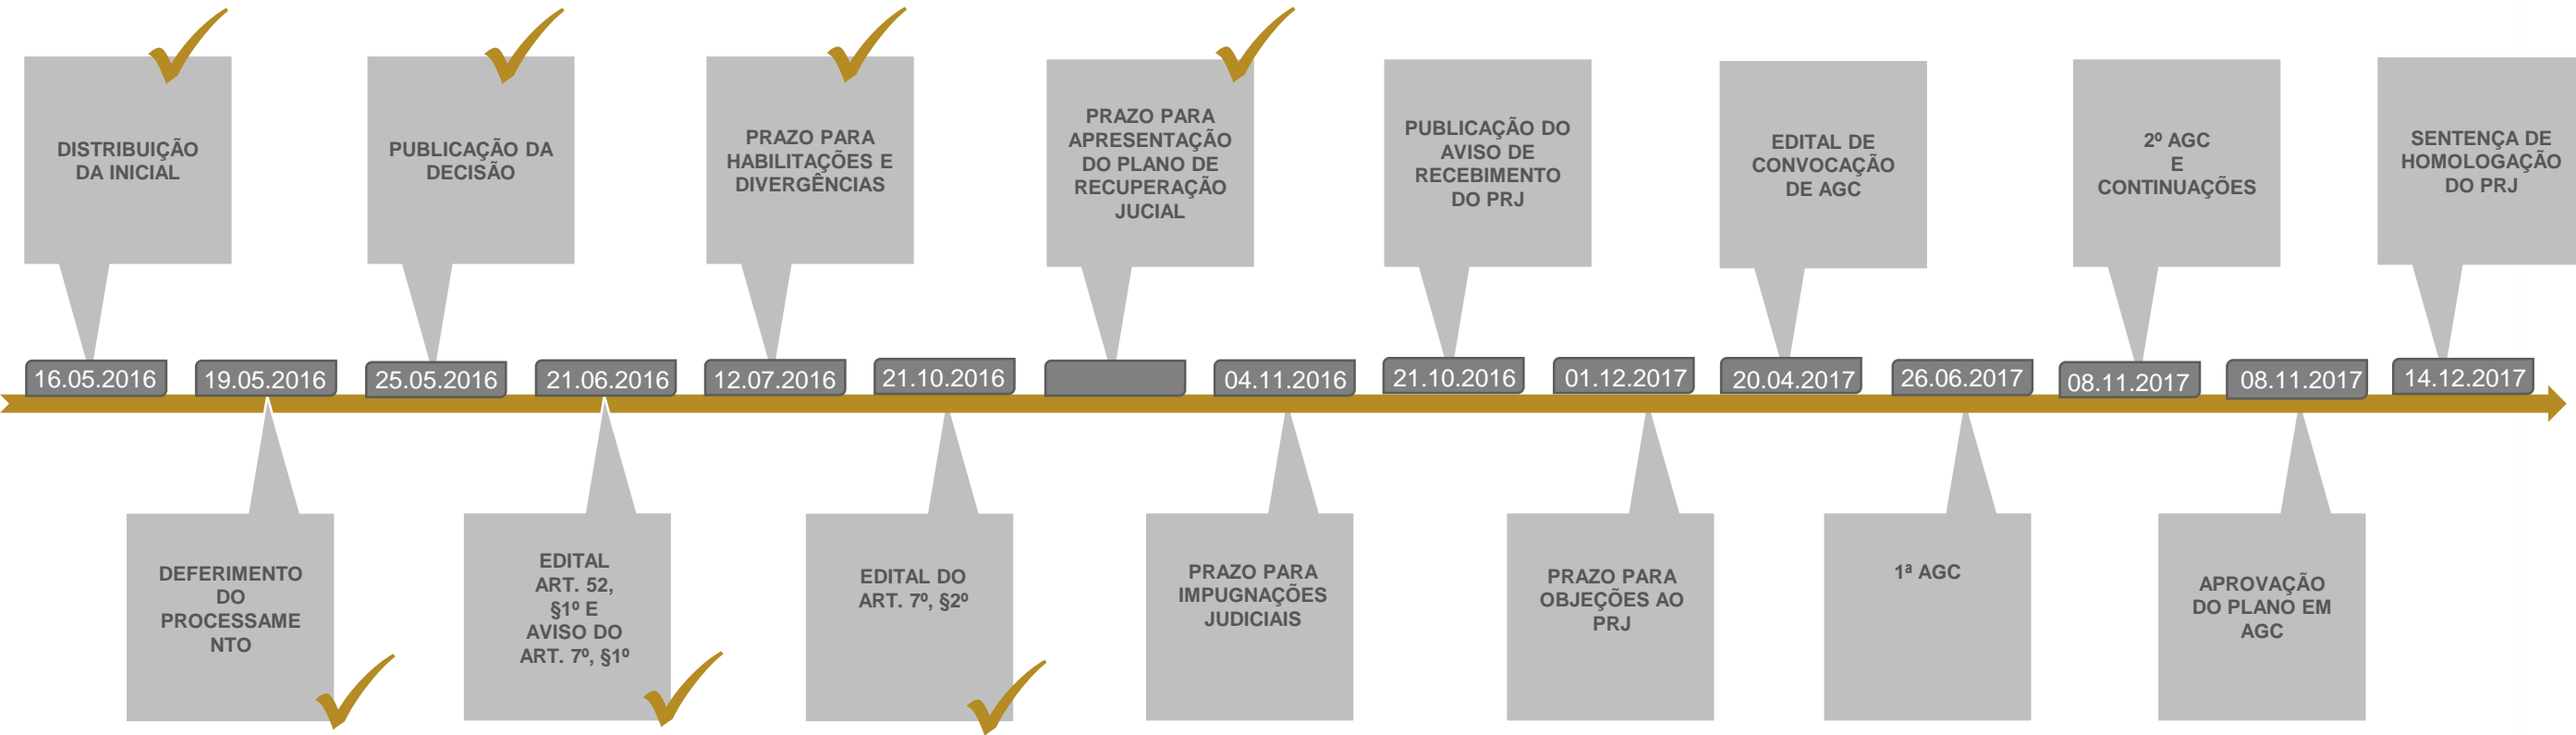 DISTRIBUIÇÃO
DA INICIAL
PUBLICAÇÃO DA
DECISÃO
PRAZO PARA
HABILITAÇÕES E
DIVERGÊNCIAS
PRAZO PARA
APRESENTAÇÃO
DO PLANO DE
RECUPERAÇÃO
JUCIAL
PUBLICAÇÃO DO
AVISO DE
RECEBIMENTO
DO PRJ
EDITAL DE
CONVOCAÇÃO
DE AGC
2º AGC
E
CONTINUAÇÕES
SENTENÇA DE
HOMOLOGAÇÃO
DO PRJ
16.05.2016
19.05.2016
25.05.2016
21.06.2016
12.07.2016
21.10.2016
04.11.2016
21.10.2016
01.12.2017
20.04.2017
26.06.2017
08.11.2017
08.11.2017
14.12.2017
DEFERIMENTO
DO
PROCESSAME
NTO
EDITAL
ART. 52,
§1º E
AVISO DO
ART. 7º, §1º
EDITAL DO
ART. 7º, §2º
PRAZO PARA
IMPUGNAÇÕES
JUDICIAIS
PRAZO PARA
OBJEÇÕES AO
PRJ
1ª AGC
APROVAÇÃO
DO PLANO EM
AGC